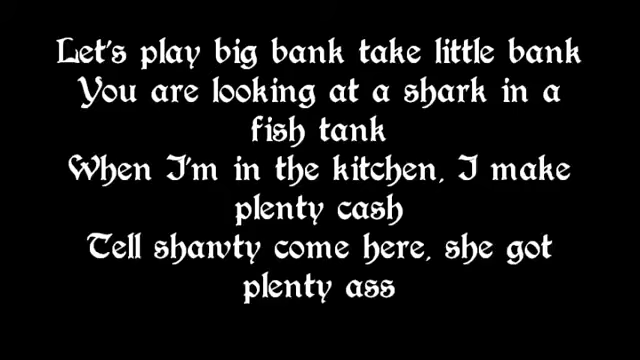 Let's play big bank take little bank
You are looking at a shark in a
fish tank
When I'm in the kitchen, I make
plenty cash
Tell shawty come here, she got
plenty ass